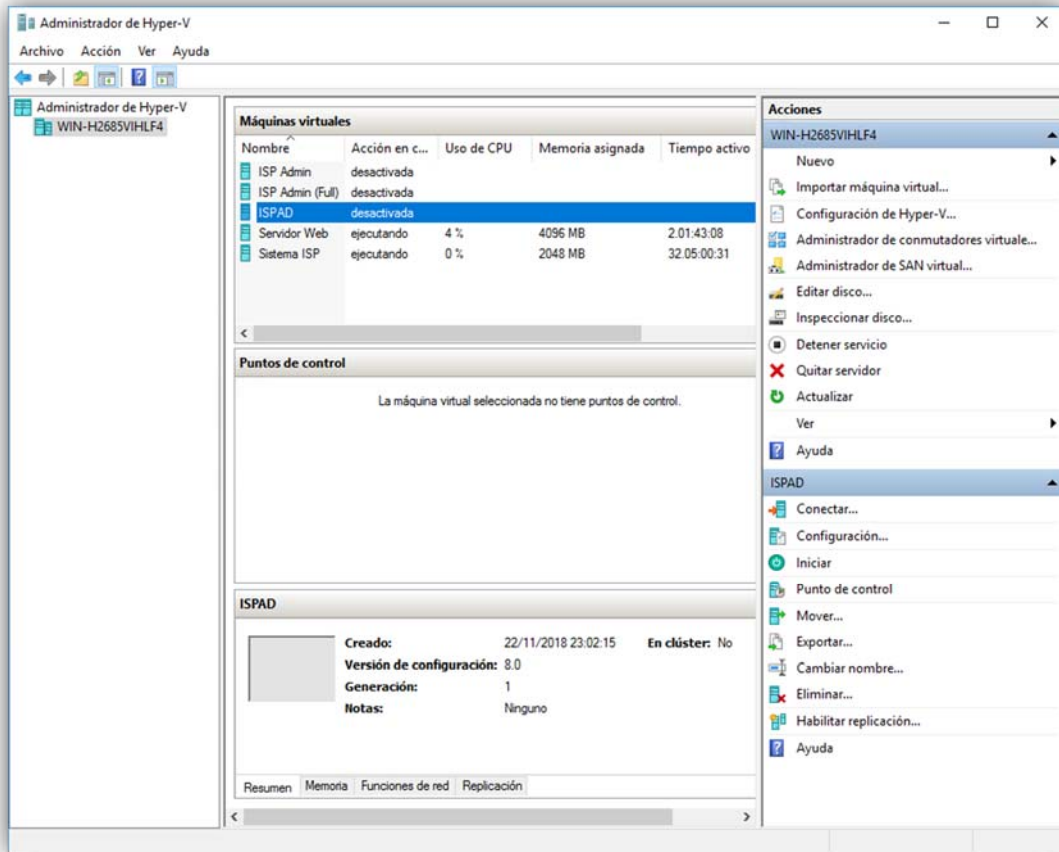 Administrador de Hyper-V
Archivo Acción Ver Ayuda
Administrador de Hyper-V
WIN-H2685VIHLF4
Máquinas virtuales
Nombre Acción en c... Uso de CPU Memoria asignada Tiempo activo
ISP Admin desactivada
ISP Admin (Full) desactivada
ISPAD desactivada
Servidor Web ejecutando 4 % 4096 MB 2.01:43:08
Sistema ISP ejecutando 0 % 2048 MB 32.05:00:31
Puntos de control
La máquina virtual seleccionada no tiene puntos de control.
ISPAD
Creado: 22/11/2018 23:02:15 En clúster: No
Versión de configuración: 8.0
Generación: 1
Notas: Ninguno
Resumen Memoria Funciones de red Replicación
Acciones
WIN-H2685VIHLF4
Nuevo
Importar máquina virtual...
Configuración de Hyper-V...
Administrador de conmutadores virtuale...
Administrador de SAN virtual...
Editar disco...
Inspeccionar disco...
Detener servicio
Quitar servidor
Actualizar
Ver
Ayuda
ISPAD
Conectar...
Configuración...
Iniciar
Punto de control
Mover...
Exportar...
Cambiar nombre...
Eliminar...
Habilitar replicación...
Ayuda